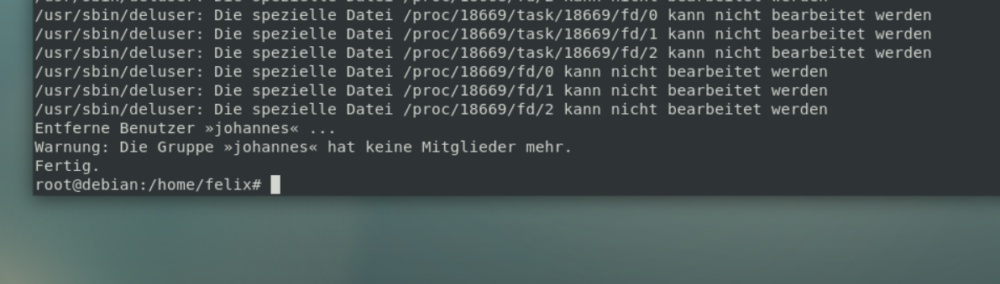 /usr/sbin/deluser: Die spezielle Datei /proc/18669/task/18669/fd/0 kann nicht bearbeitet werden
/usr/sbin/deluser: Die spezielle Datei /proc/18669/task/18669/fd/1 kann nicht bearbeitet werden
/usr/sbin/deluser: Die spezielle Datei /proc/18669/task/18669/fd/2 kann nicht bearbeitet werden
/usr/sbin/deluser: Die spezielle Datei /proc/18669/fd/0 kann nicht bearbeitet werden
/usr/sbin/deluser: Die spezielle Datei /proc/18669/fd/1 kann nicht bearbeitet werden
/usr/sbin/deluser: Die spezielle Datei /proc/18669/fd/2 kann nicht bearbeitet werden
Entferne Benutzer »johannes« ...
Warnung: Die Gruppe »johannes« hat keine Mitglieder mehr.
Fertig.
root@debian:/home/felix#